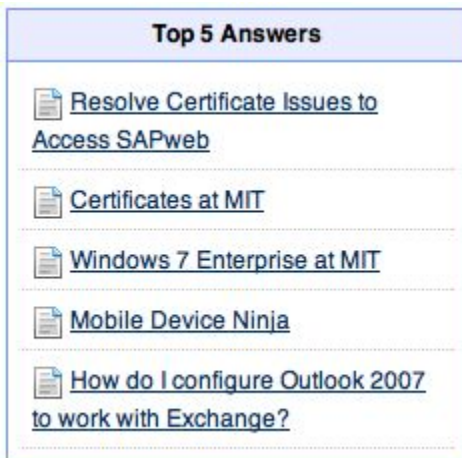 Top 5 Answers
Resolve Certificate Issues to
Access SAPweb
Certificates at MIT
Windows 7 Enterprise at MIT
Mobile Device Ninja
How do I configure Outlook 2007
to work with Exchange?